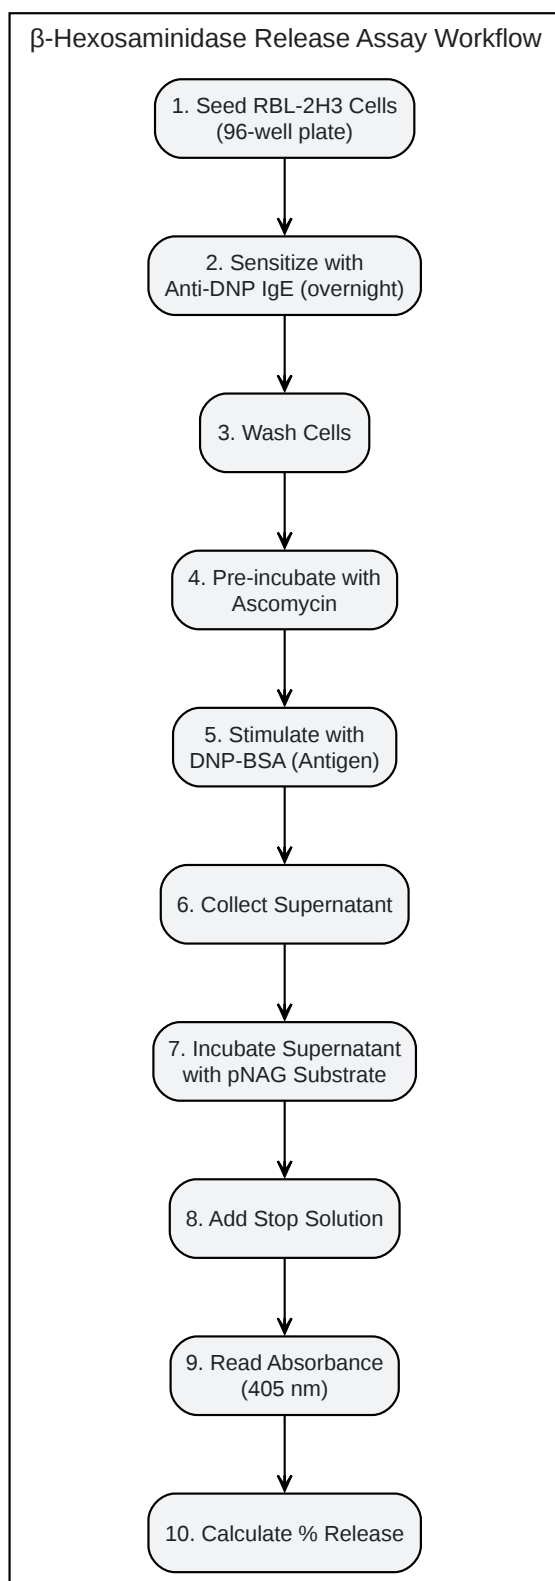 β-Hexosaminidase Release Assay Workflow
1. Seed RBL-2H3 Cells
(96-well plate)
2. Sensitize with
Anti-DNP IgE (overnight)
3. Wash Cells
4. Pre-incubate with
Ascomycin
5. Stimulate with
DNP-BSA (Antigen)
6. Collect Supernatant
7. Incubate Supernatant
with pNAG Substrate
8. Add Stop Solution
9. Read Absorbance
(405 nm)
10. Calculate % Release